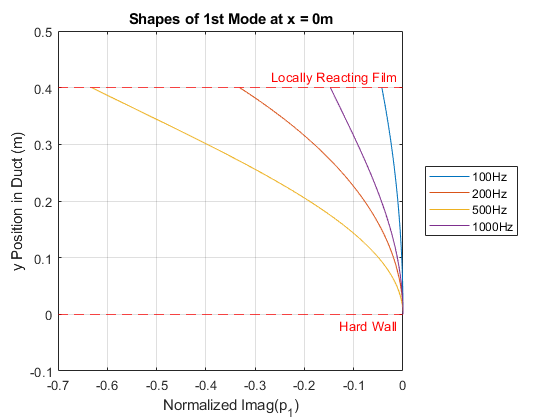 Shapes of 1st Mode at x = 0m
0.5
Locally Reacting Film
0.4
0.3
0.2
0.1
0
Hard Wall
-0.1
y Position in Duct (m)
-0.7 -0.6 -0.5 -0.4 -0.3 -0.2 -0.1 0
Normalized Imag(p1)
100Hz
200Hz
500Hz
1000Hz